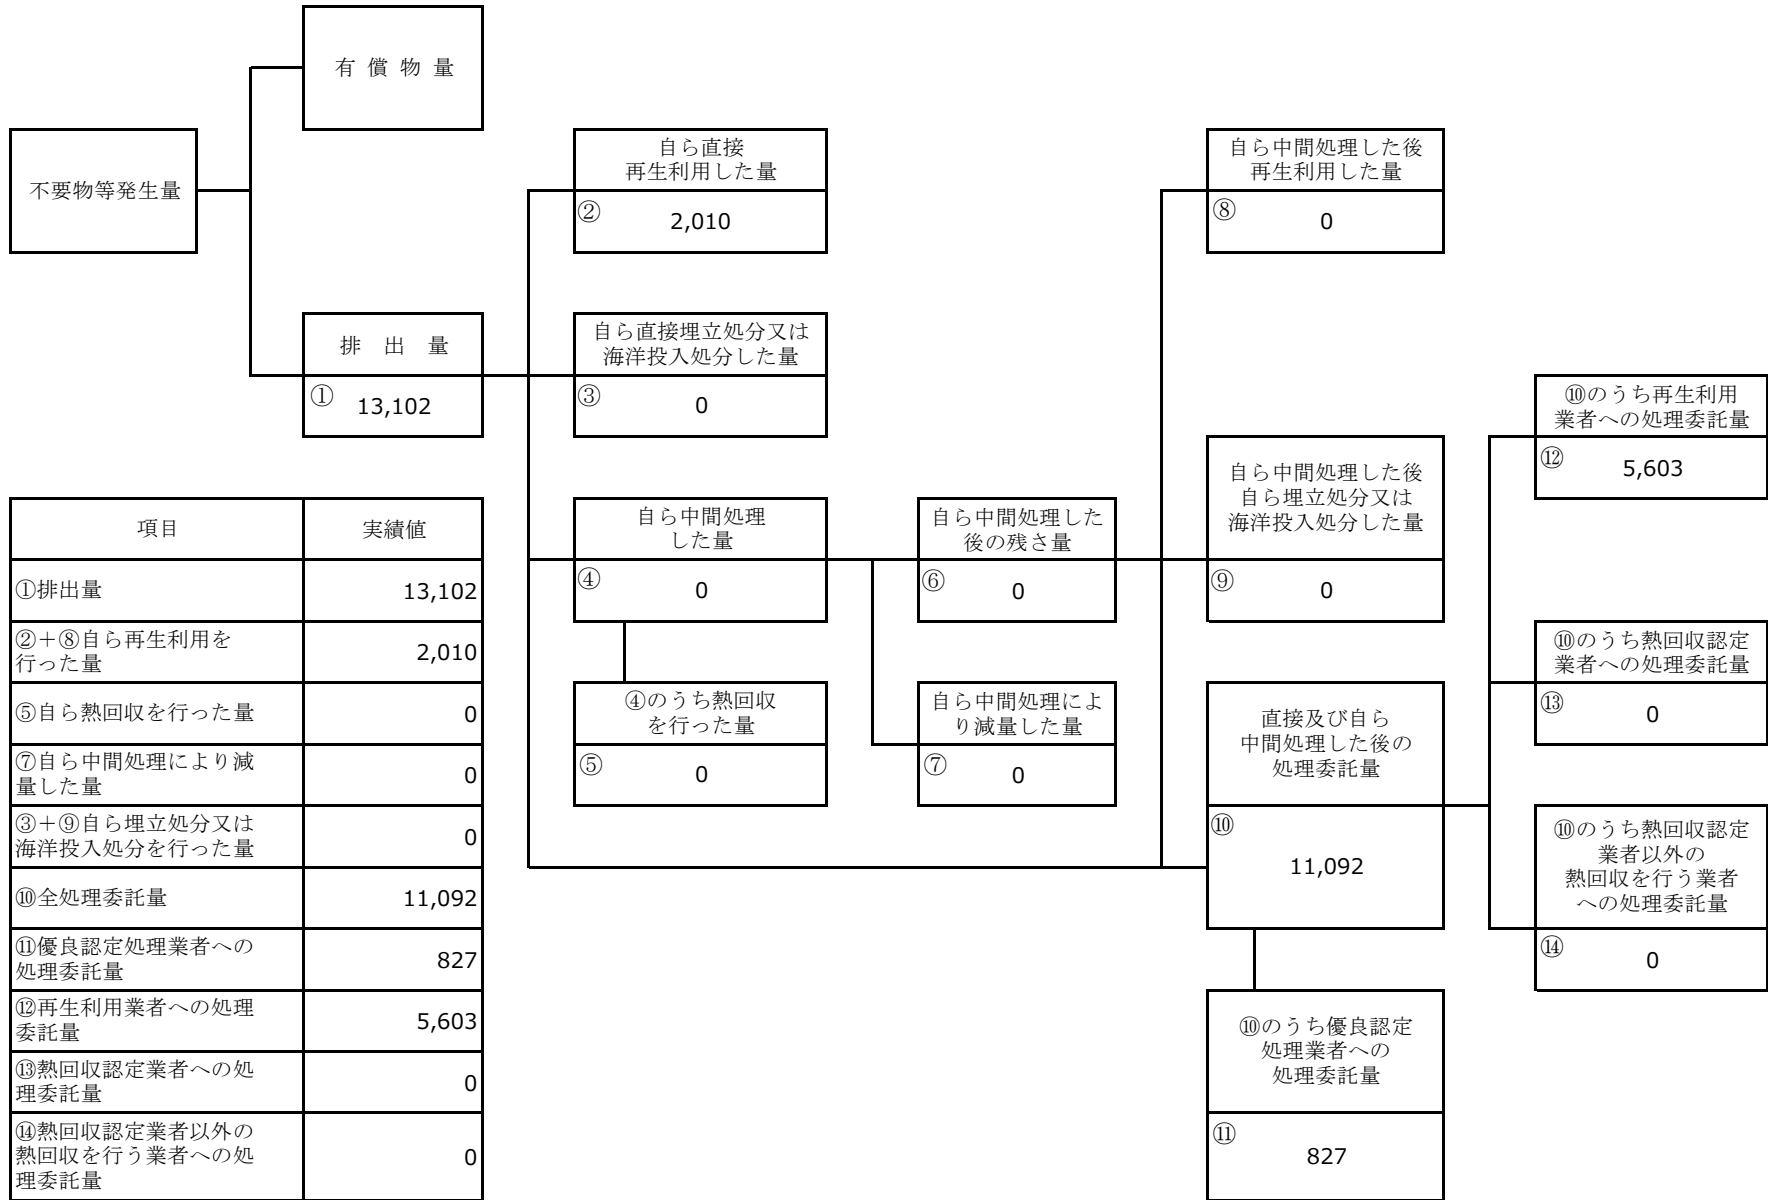 有 償 物 量
不要物等発生量
自ら直接
再生利用した量
② 2,010
自ら中間処理した後
再生利用した量
⑧ 0
排 出 量
① 13,102
自ら直接埋立処分又は
海洋投入処分した量
③ 0
⑩のうち再生利用
業者への処理委託量
⑫ 5,603
自ら中間処理
した量
④ 0
自ら中間処理した
後の残さ量
⑥ 0
自ら中間処理した後
自ら埋立処分又は
海洋投入処分した量
⑨ 0
⑩のうち熱回収認定
業者への処理委託量
⑬ 0
④のうち熱回収
を行った量
⑤ 0
自ら中間処理によ
り減量した量
⑦ 0
直接及び自ら
中間処理した後の
処理委託量
⑩ 11,092
⑩のうち熱回収認定
業者以外の
熱回収を行う業者
への処理委託量
⑭ 0
⑩のうち優良認定
処理業者への
処理委託量
⑪ 827
項目 実績値
①排出量 13,102
②+⑧自ら再生利用を
行った量 2,010
⑤自ら熱回収を行った量 0
⑦自ら中間処理により減
量した量 0
③+⑨自ら埋立処分又は
海洋投入処分を行った量 0
⑩全処理委託量 11,092
⑪優良認定処理業者への
処理委託量 827
⑫再生利用業者への処理
委託量 5,603
⑬熱回収認定業者への処
理委託量 0
⑭熱回収認定業者以外の
熱回収を行う業者への処
理委託量 0